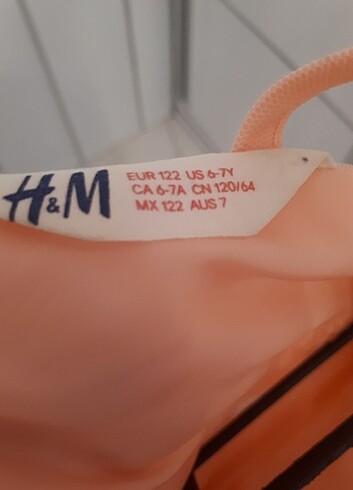 H&M
EUR 122 US 6-7Y
CA 6-7A CN 120/64
MX 122 AUS 7